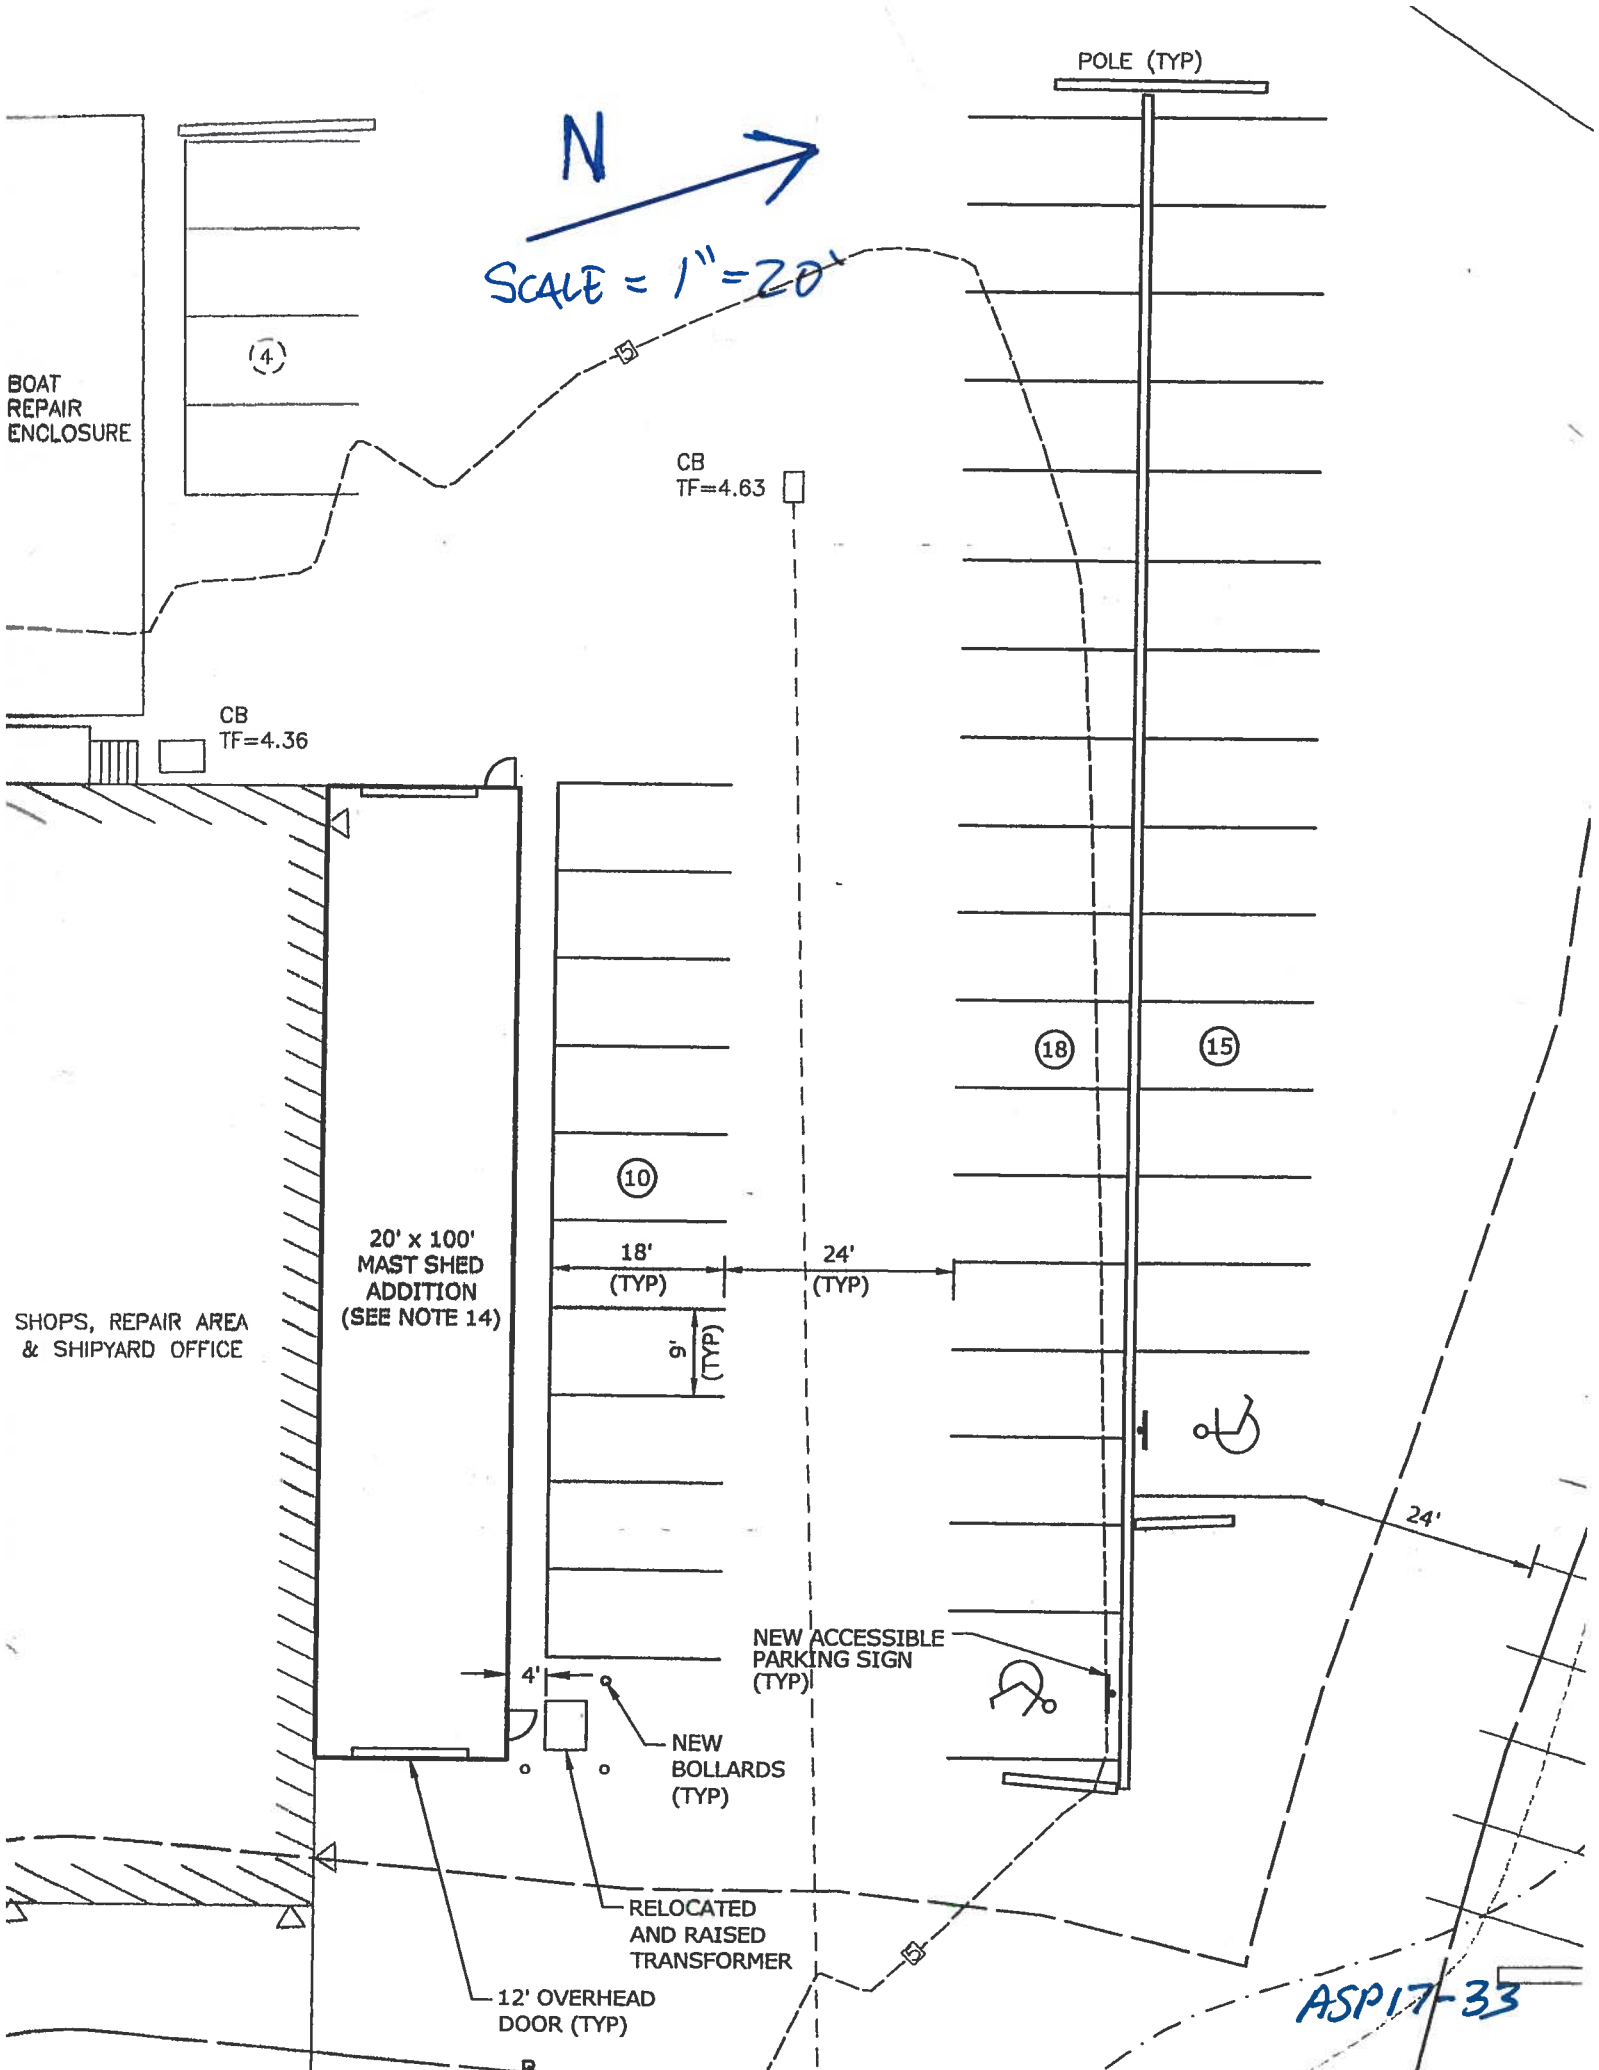 POLE (TYP)
N
SCALE = 1"=20'
4
5
BOAT
REPAIR
ENCLOSURE
CB
TF=4.63
CB
TF=4.36
18
15
10
20' x 100'
MAST SHED
ADDITION
(SEE NOTE 14)
18'
(TYP)
24'
(TYP)
SHOPS, REPAIR AREA
& SHIPYARD OFFICE
9'
(TYP)
24'
NEW ACCESSIBLE
PARKING SIGN
(TYP)
4'
NEW
BOLLARDS
(TYP)
RELOCATED
AND RAISED
TRANSFORMER
5
12' OVERHEAD
DOOR (TYP)
ASP17-33